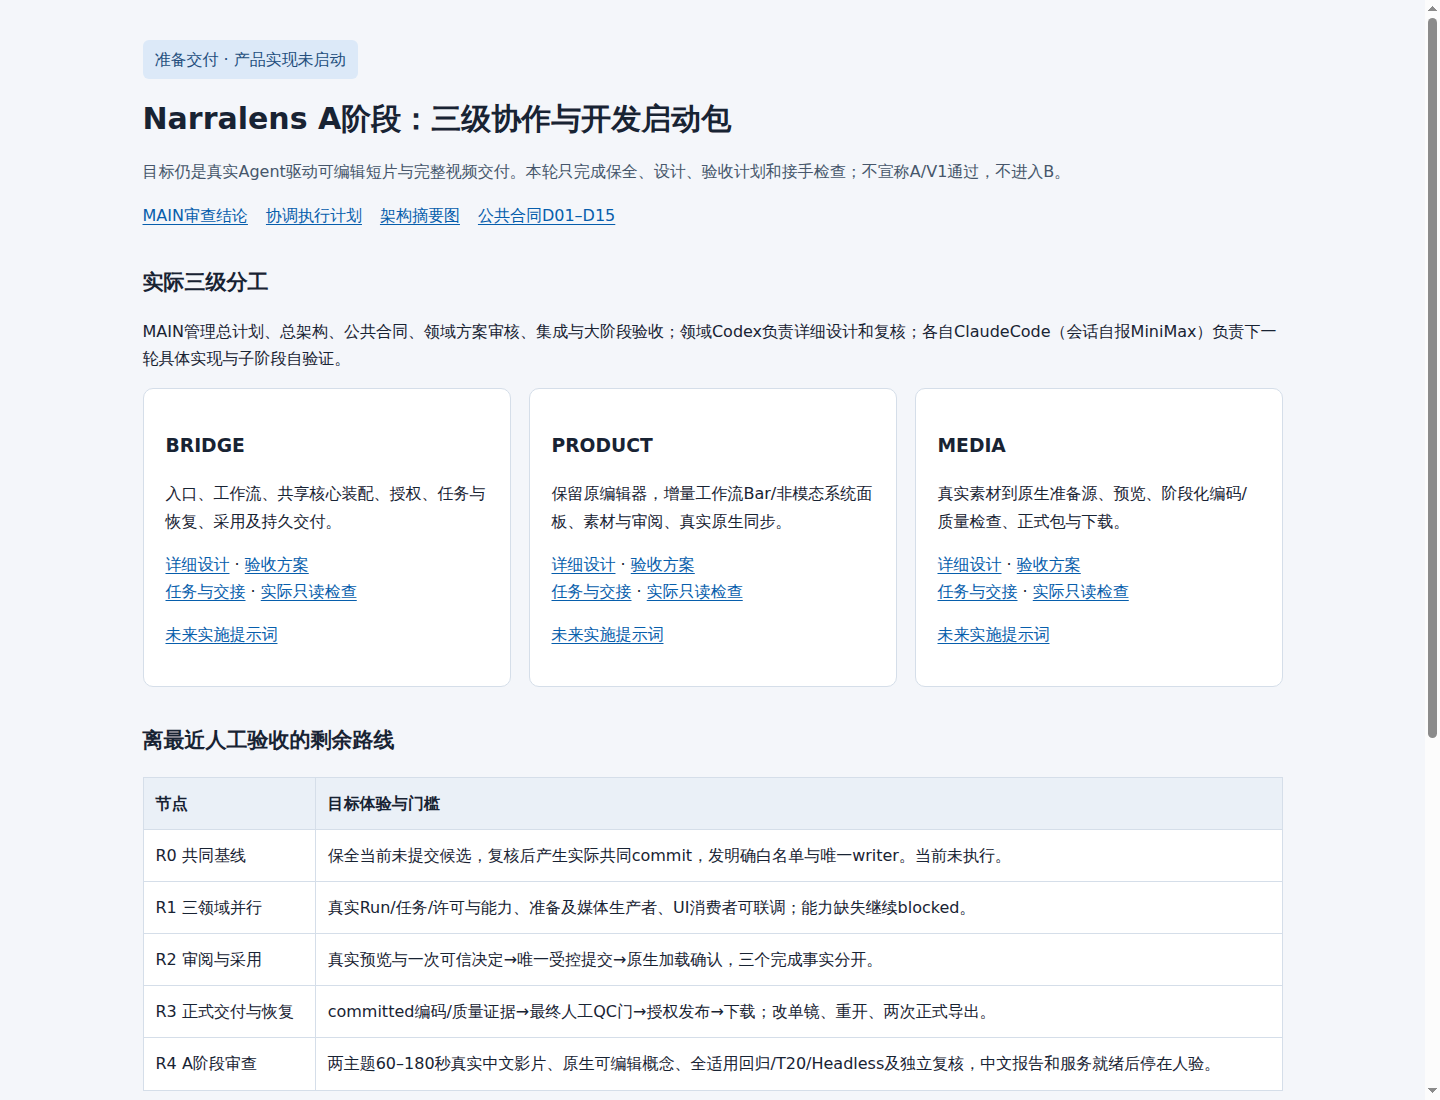 准备交付 · 产品实现未启动
Narralens A阶段：三级协作与开发启动包
目标仍是真实Agent驱动可编辑短片与完整视频交付。本轮只完成保全、设计、验收计划和接手检查；不宣称A/V1通过，不进入B。
MAIN审查结论 协调执行计划 架构摘要图 公共合同D01–D15
实际三级分工
MAIN管理总计划、总架构、公共合同、领域方案审核、集成与大阶段验收；领域Codex负责详细设计和复核；各自ClaudeCode（会话自报MiniMax）负责下一
轮具体实现与子阶段自验证。
BRIDGE
入口、工作流、共享核心装配、授权、任务与
恢复、采用及持久交付。
详细设计 · 验收方案
任务与交接 · 实际只读检查
未来实施提示词
PRODUCT
保留原编辑器，增量工作流Bar/非模态系统面
板、素材与审阅、真实原生同步。
详细设计 · 验收方案
任务与交接 · 实际只读检查
未来实施提示词
MEDIA
真实素材到原生准备源、预览、阶段化编码/
质量检查、正式包与下载。
详细设计 · 验收方案
任务与交接 · 实际只读检查
未来实施提示词
离最近人工验收的剩余路线
节点 目标体验与门槛
R0 共同基线 保全当前未提交候选，复核后产生实际共同commit，发明确白名单与唯一writer。当前未执行。
R1 三领域并行 真实Run/任务/许可与能力、准备及媒体生产者、UI消费者可联调；能力缺失继续blocked。
R2 审阅与采用 真实预览与一次可信决定→唯一受控提交→原生加载确认，三个完成事实分开。
R3 正式交付与恢复 committed编码/质量证据→最终人工QC门→授权发布→下载；改单镜、重开、两次正式导出。
R4 A阶段审查 两主题60–180秒真实中文影片、原生可编辑概念、全适用回归/T20/Headless及独立复核，中文报告和服务就绪后停在人验。